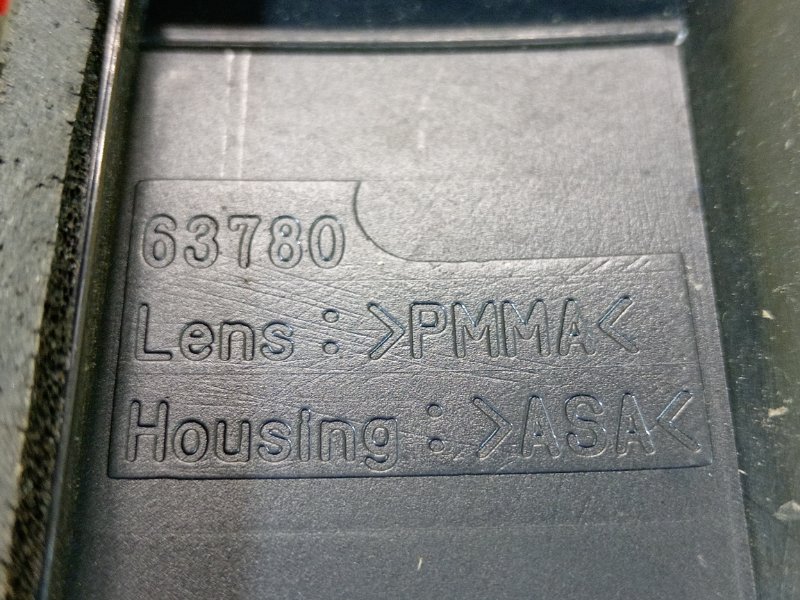 63780
Lens : >PMMA<
Housing : >ASA<